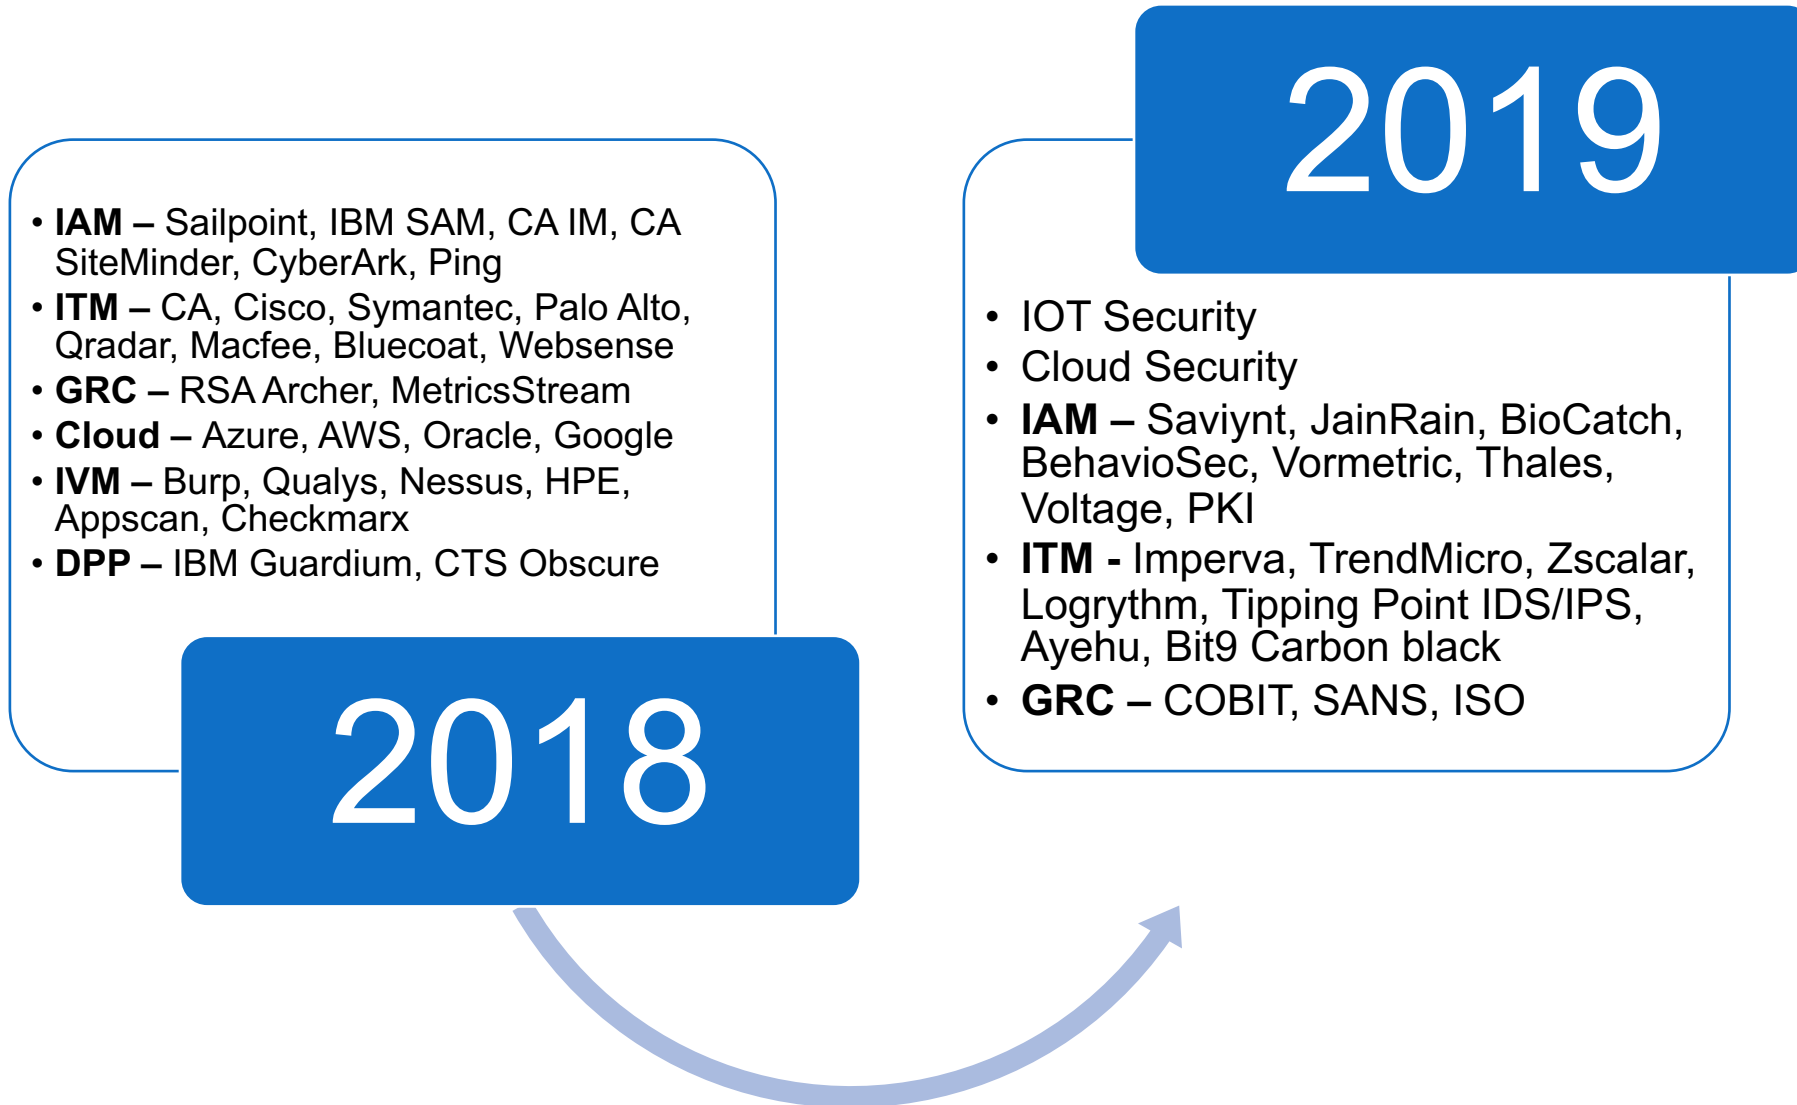 • IAM – Sailpoint, IBM SAM, CA IM, CA
SiteMinder, CyberArk, Ping
• ITM – CA, Cisco, Symantec, Palo Alto,
Qradar, Macfee, Bluecoat, Websense
• GRC – RSA Archer, MetricsStream
• Cloud – Azure, AWS, Oracle, Google
• IVM – Burp, Qualys, Nessus, HPE,
Appscan, Checkmarx
• DPP – IBM Guardium, CTS Obscure
2018
2019
• IOT Security
• Cloud Security
• IAM – Saviynt, JainRain, BioCatch,
BehavioSec, Vormetric, Thales,
Voltage, PKI
• ITM - Imperva, TrendMicro, Zscalar,
Logrythm, Tipping Point IDS/IPS,
Ayehu, Bit9 Carbon black
• GRC – COBIT, SANS, ISO